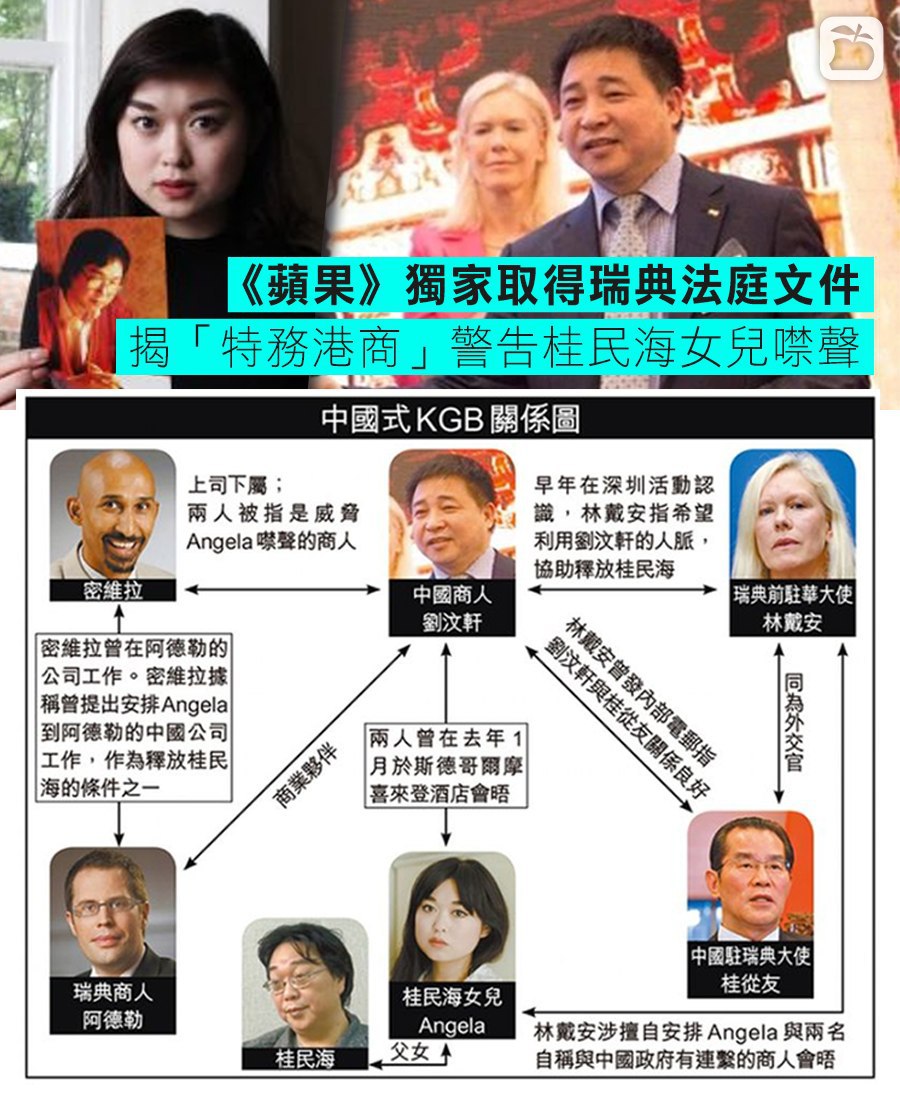 《蘋果》獨家取得瑞典法庭文件
揭「特務港商」警告桂民海女兒噤聲
中國式KGB關係圖
密維拉
上司下屬；
兩人被指是威脅
Angela噤聲的商人
中國商人
劉汶軒
早年在深圳活動認
識，林戴安指希望
利用劉汶軒的人脈，
協助釋放桂民海
瑞典前駐華大使
林戴安
密維拉曾在阿德勒的
公司工作。密維拉據
稱曾提出安排Angela
到阿德勒的中國公司
工作，作為釋放桂民
海的條件之一
商業夥伴
兩人曾在去年1
月於斯德哥爾摩
喜來登酒店會晤
林戴安曾發內部電郵指
劉汶軒與桂從友關係良好
同為外交官
瑞典商人
阿德勒
桂民海
父女
桂民海女兒
Angela
中國駐瑞典大使
桂從友
林戴安涉擅自安排Angela與兩名
自稱與中國政府有連繫的商人會晤